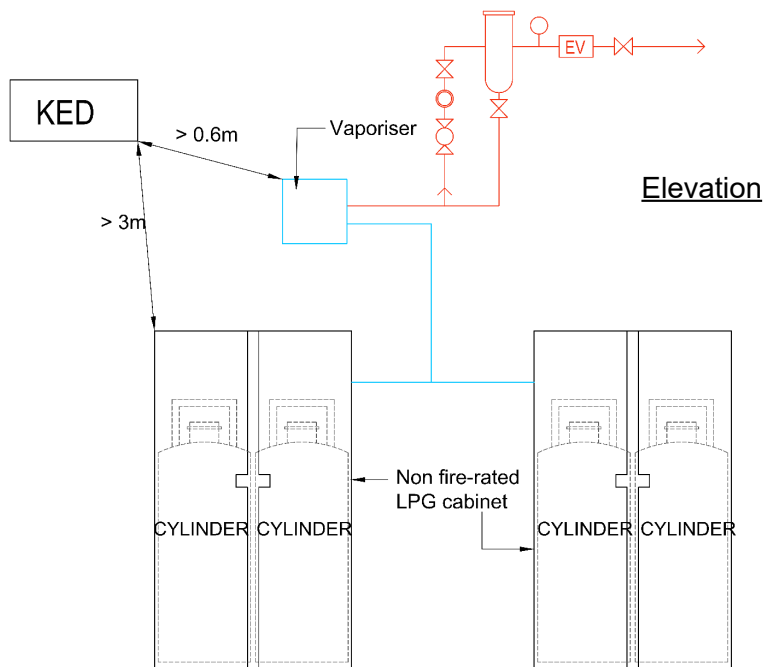 EV
KED
> 0.6m
Vaporiser
Elevation
> 3m
Non fire-rated
LPG cabinet
CYLINDER
CYLINDER
CYLINDER
CYLINDER